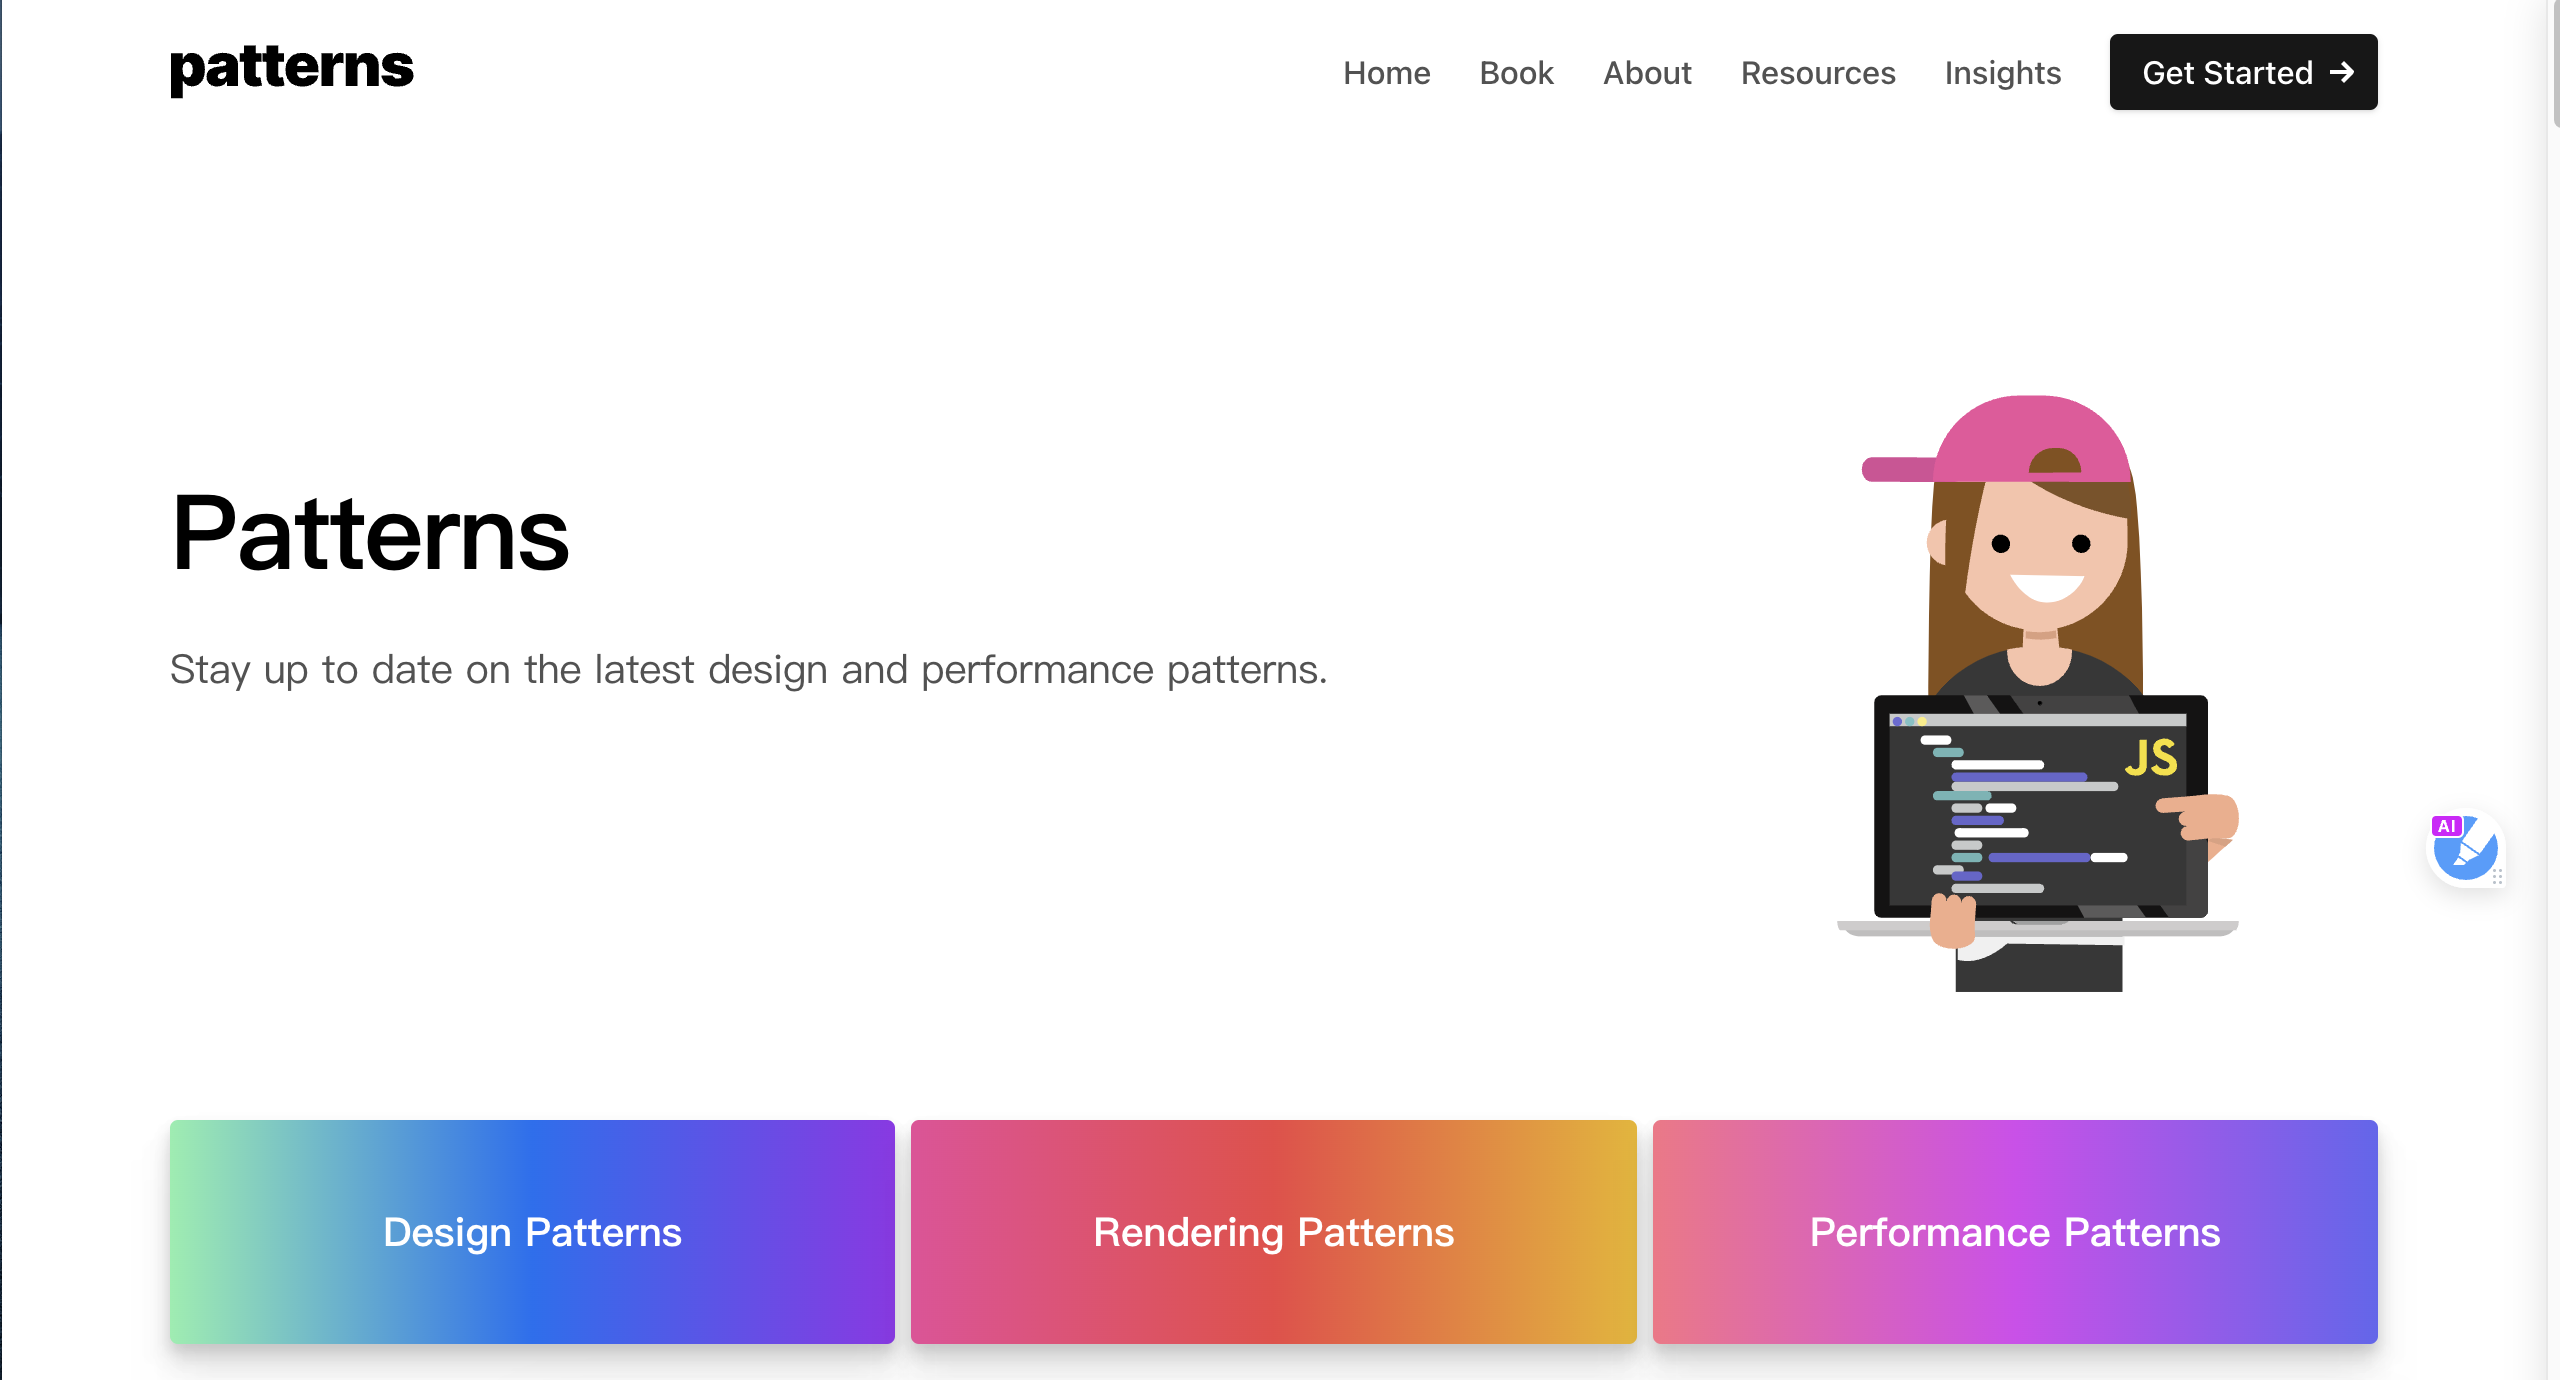 patterns
Home Book About Resources Insights Get Started →
Patterns
Stay up to date on the latest design and performance patterns.
JS
AI
Design Patterns Rendering Patterns Performance Patterns